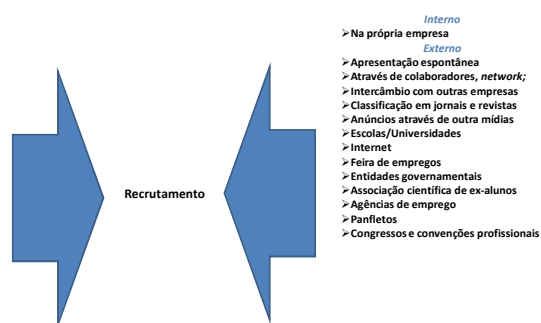 Interno
➢Na própria empresa
Externo
➢Apresentação espontânea
➢Através de colaboradores, network;
➢Intercâmbio com outras empresas
➢Classificação em jornais e revistas
➢Anúncios através de outra mídias
➢Escolas/Universidades
➢Internet
➢Feira de empregos
➢Entidades governamentais
➢Associação científica de ex-alunos
➢Agências de emprego
➢Panfletos
➢Congressos e convenções profissionais
Recrutamento